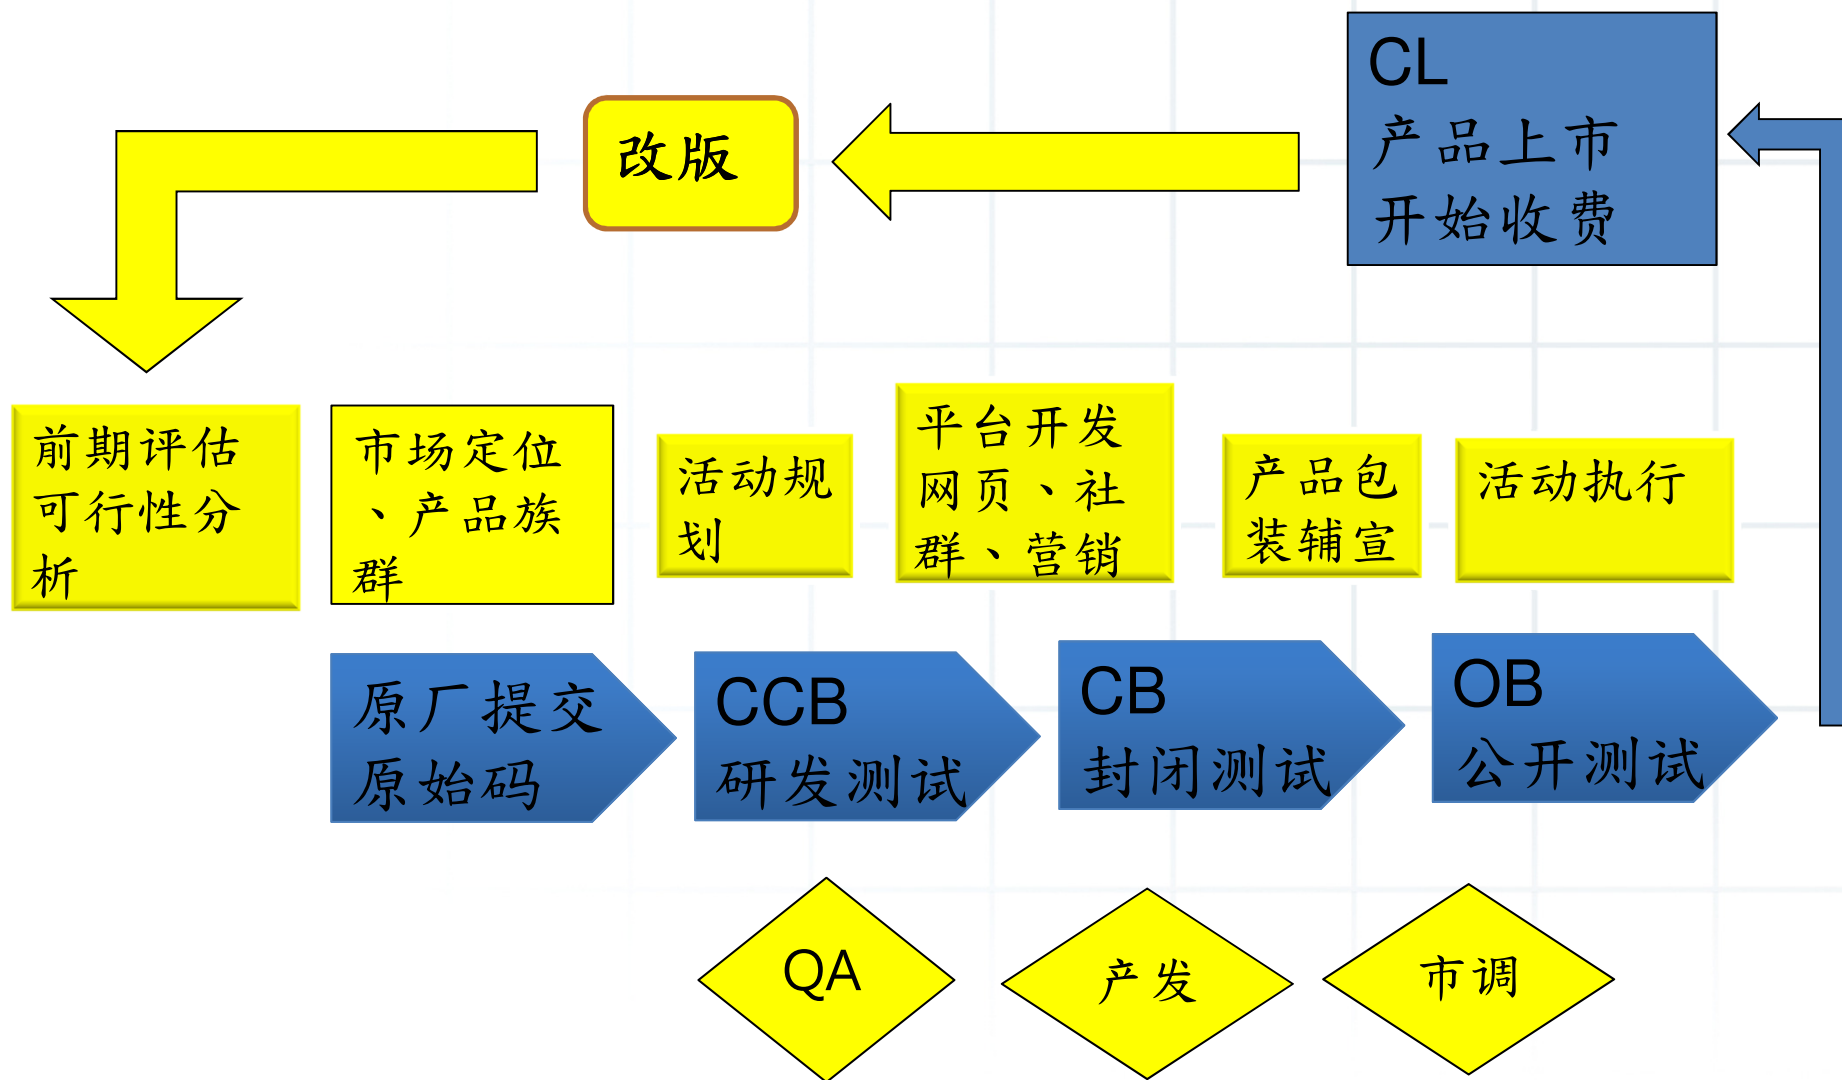 CL
产品上市
开始收费
改版
前期评估
可行性分
析
市场定位
、产品族
群
活动规
划
平台开发
网页、社
群、营销
产品包
装辅宣
活动执行
原厂提交
原始码
CCB
研发测试
CB
封闭测试
OB
公开测试
QA
产发
市调